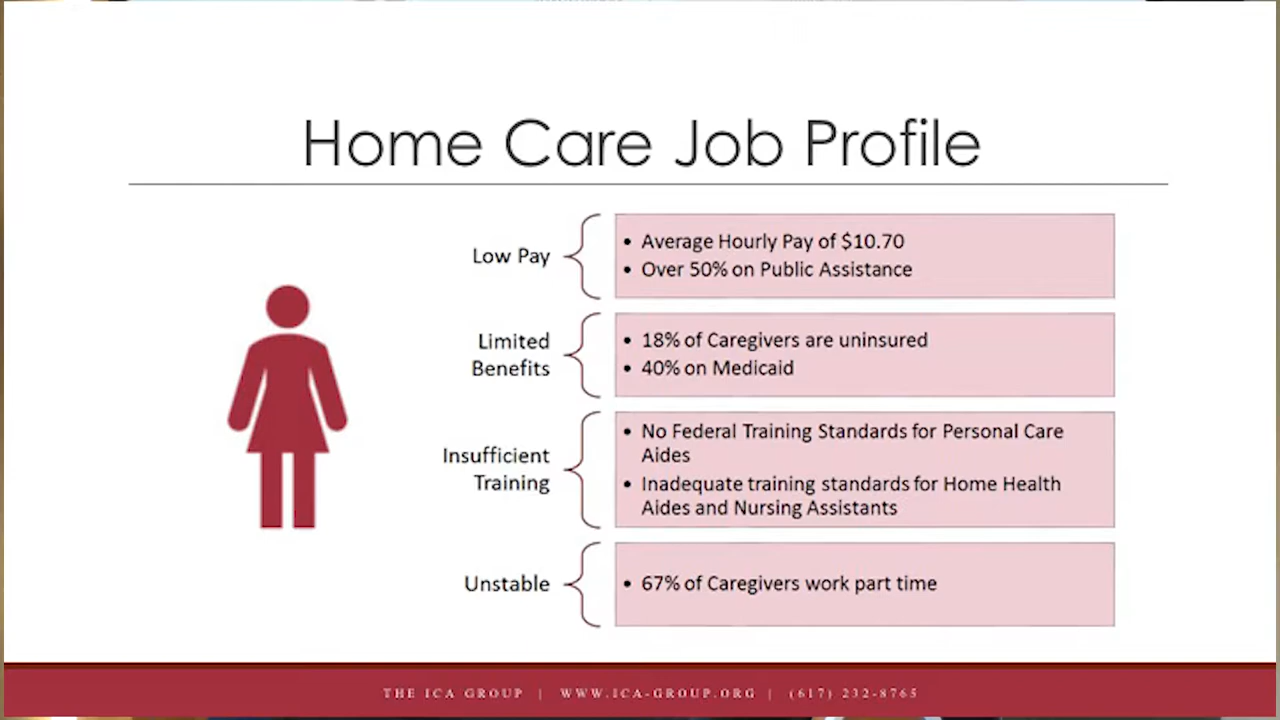 Home Care Job Profile
Low Pay
• Average Hourly Pay of $10.70
• Over 50% on Public Assistance
Limited
Benefits
• 18% of Caregivers are uninsured
• 40% on Medicaid
Insufficient
Training
• No Federal Training Standards for Personal Care
Aides
• Inadequate training standards for Home Health
Aides and Nursing Assistants
Unstable
• 67% of Caregivers work part time
THE ICA GROUP | WWW.ICA-GROUP.ORG | (617) 232-8765